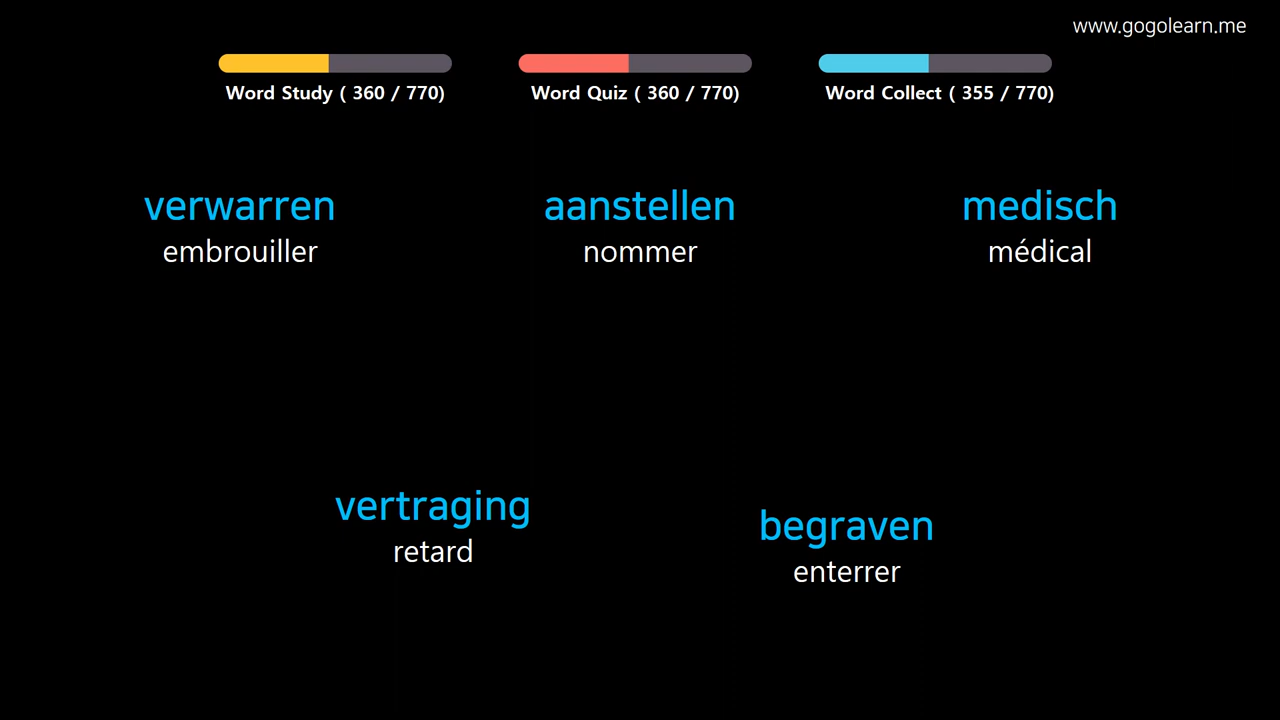 www.gogolearn.me
Word Study ( 360 / 770)
Word Quiz ( 360 / 770)
Word Collect ( 355 / 770)
verwarren
embrouiller
aanstellen
nommer
medisch
médical
vertraging
retard
begraven
enterrer